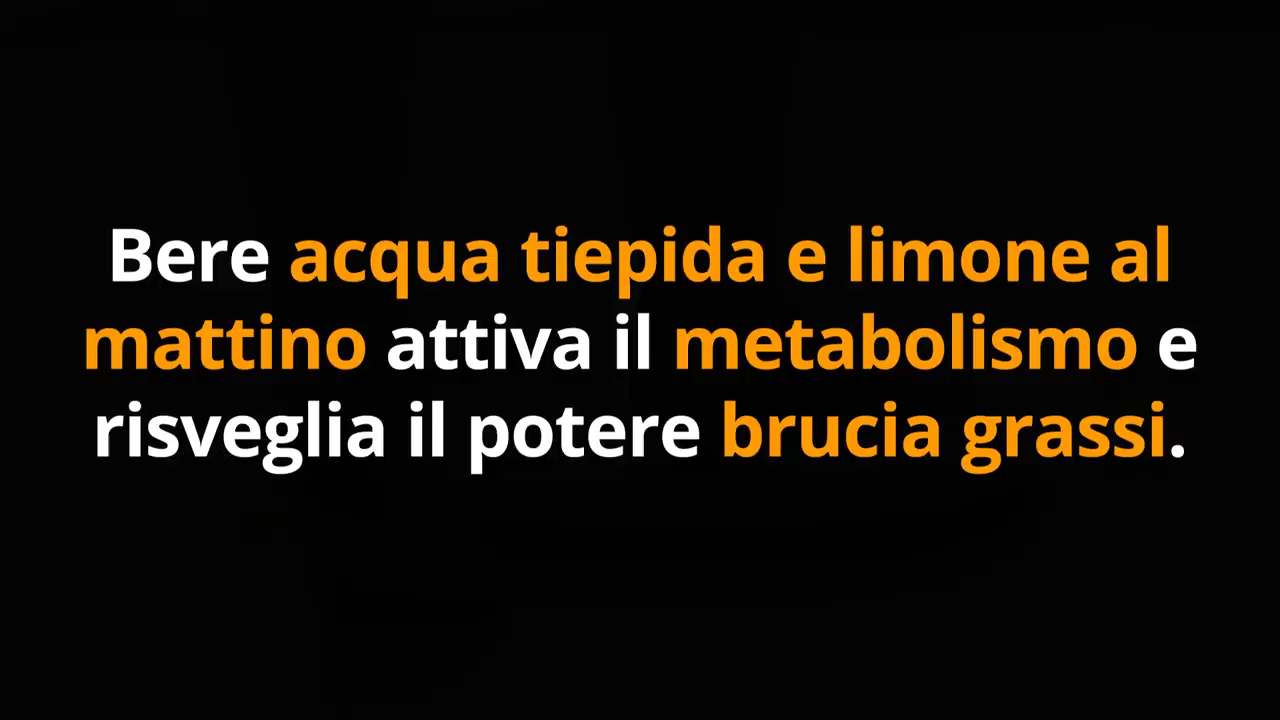 Bere acqua tiepida e limone al
mattino attiva il metabolismo e
risveglia il potere brucia grassi.